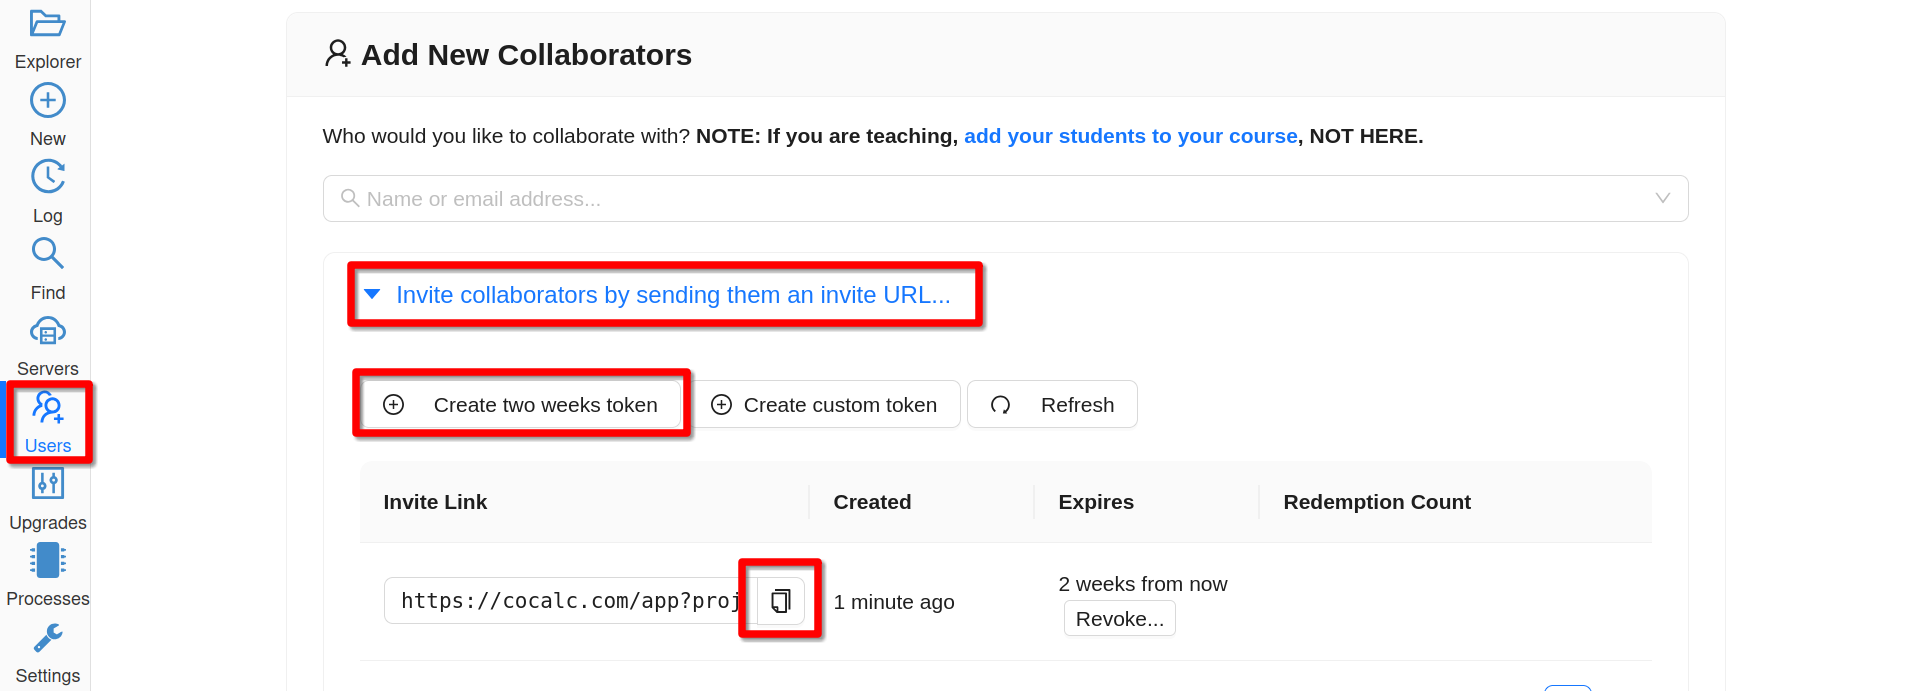 Explorer
New
Log
Find
Servers
Users
Upgrades
Processes
Settings
Add New Collaborators
Who would you like to collaborate with? NOTE: If you are teaching, add your students to your course, NOT HERE.
Name or email address...
Invite collaborators by sending them an invite URL...
Create two weeks token
Create custom token
Refresh
Invite Link Created Expires Redemption Count
https://cocalc.com/app?proj
1 minute ago
2 weeks from now
Revoke...